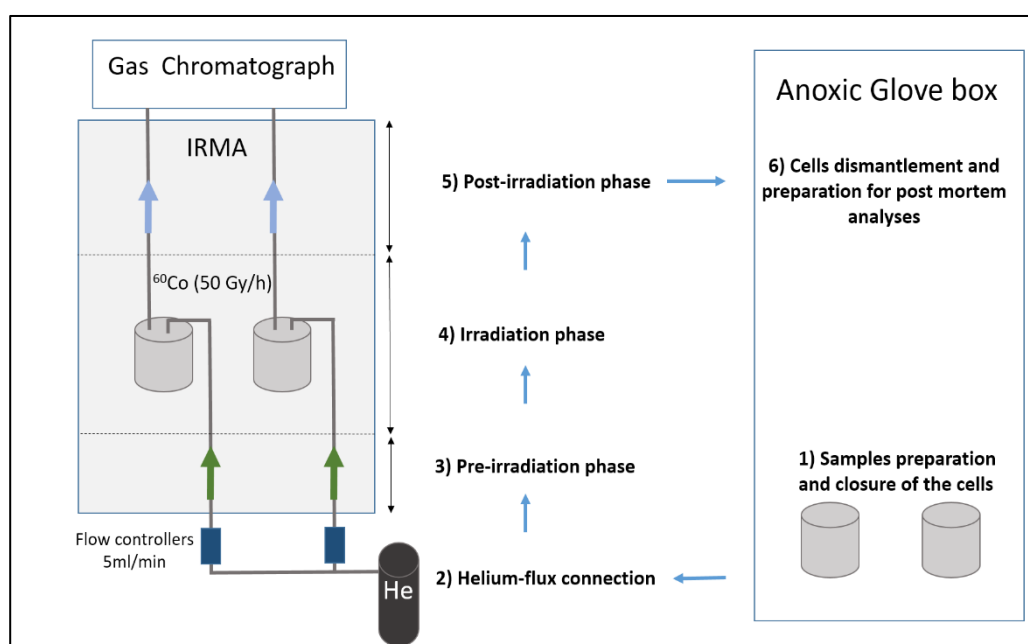 Gas Chromatograph
IRMA
⁶⁰Co (50 Gy/h)
Flow controllers
5ml/min
He
5) Post-irradiation phase
4) Irradiation phase
3) Pre-irradiation phase
2) Helium-flux connection
Anoxic Glove box
6) Cells dismantlement and
preparation for post mortem
analyses
1) Samples preparation
and closure of the cells